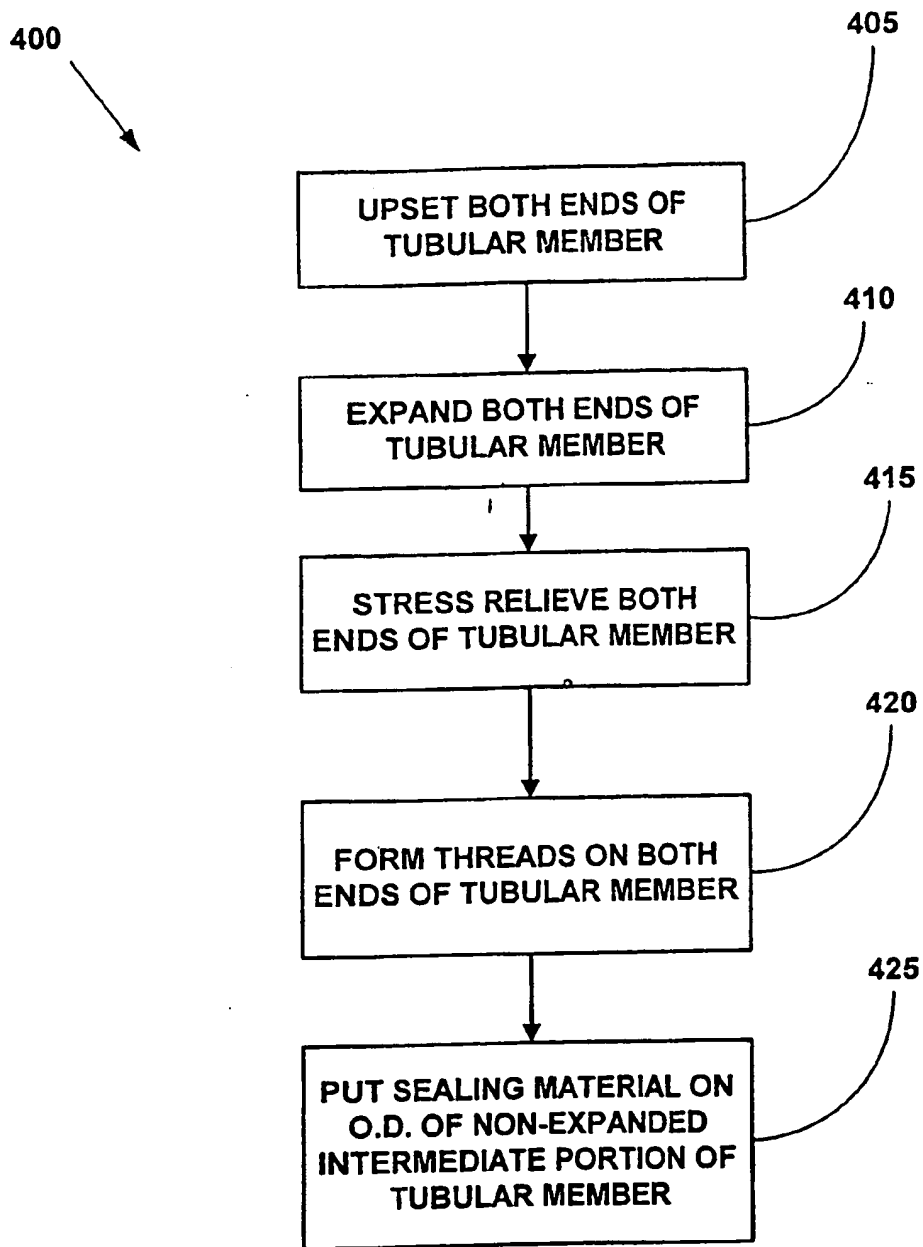 400
405
UPSET BOTH ENDS OF
TUBULAR MEMBER
410
EXPAND BOTH ENDS OF
TUBULAR MEMBER
415
STRESS RELIEVE BOTH
ENDS OF TUBULAR MEMBER
420
FORM THREADS ON BOTH
ENDS OF TUBULAR MEMBER
425
PUT SEALING MATERIAL ON
O.D. OF NON-EXPANDED
INTERMEDIATE PORTION OF
TUBULAR MEMBER